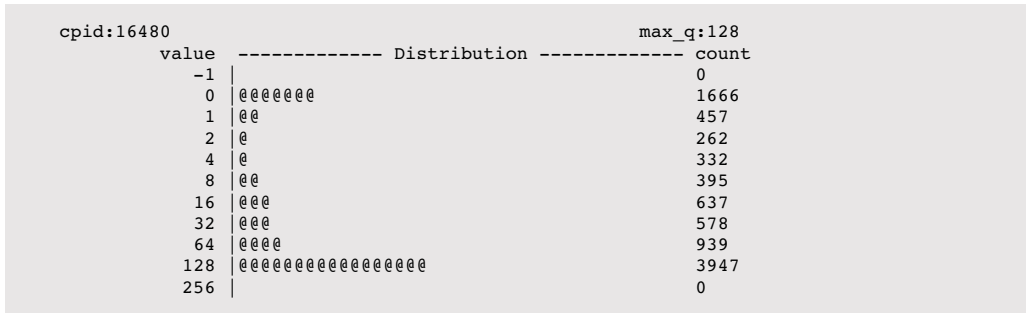 cpid:16480 max_q:128
value ------------- Distribution ------------- count
-1 | 0
0 |@@@@@@@ 1666
1 |@@ 457
2 |@ 262
4 |@ 332
8 |@@ 395
16 |@@@ 637
32 |@@@ 578
64 |@@@@ 939
128 |@@@@@@@@@@@@@@@@@ 3947
256 | 0